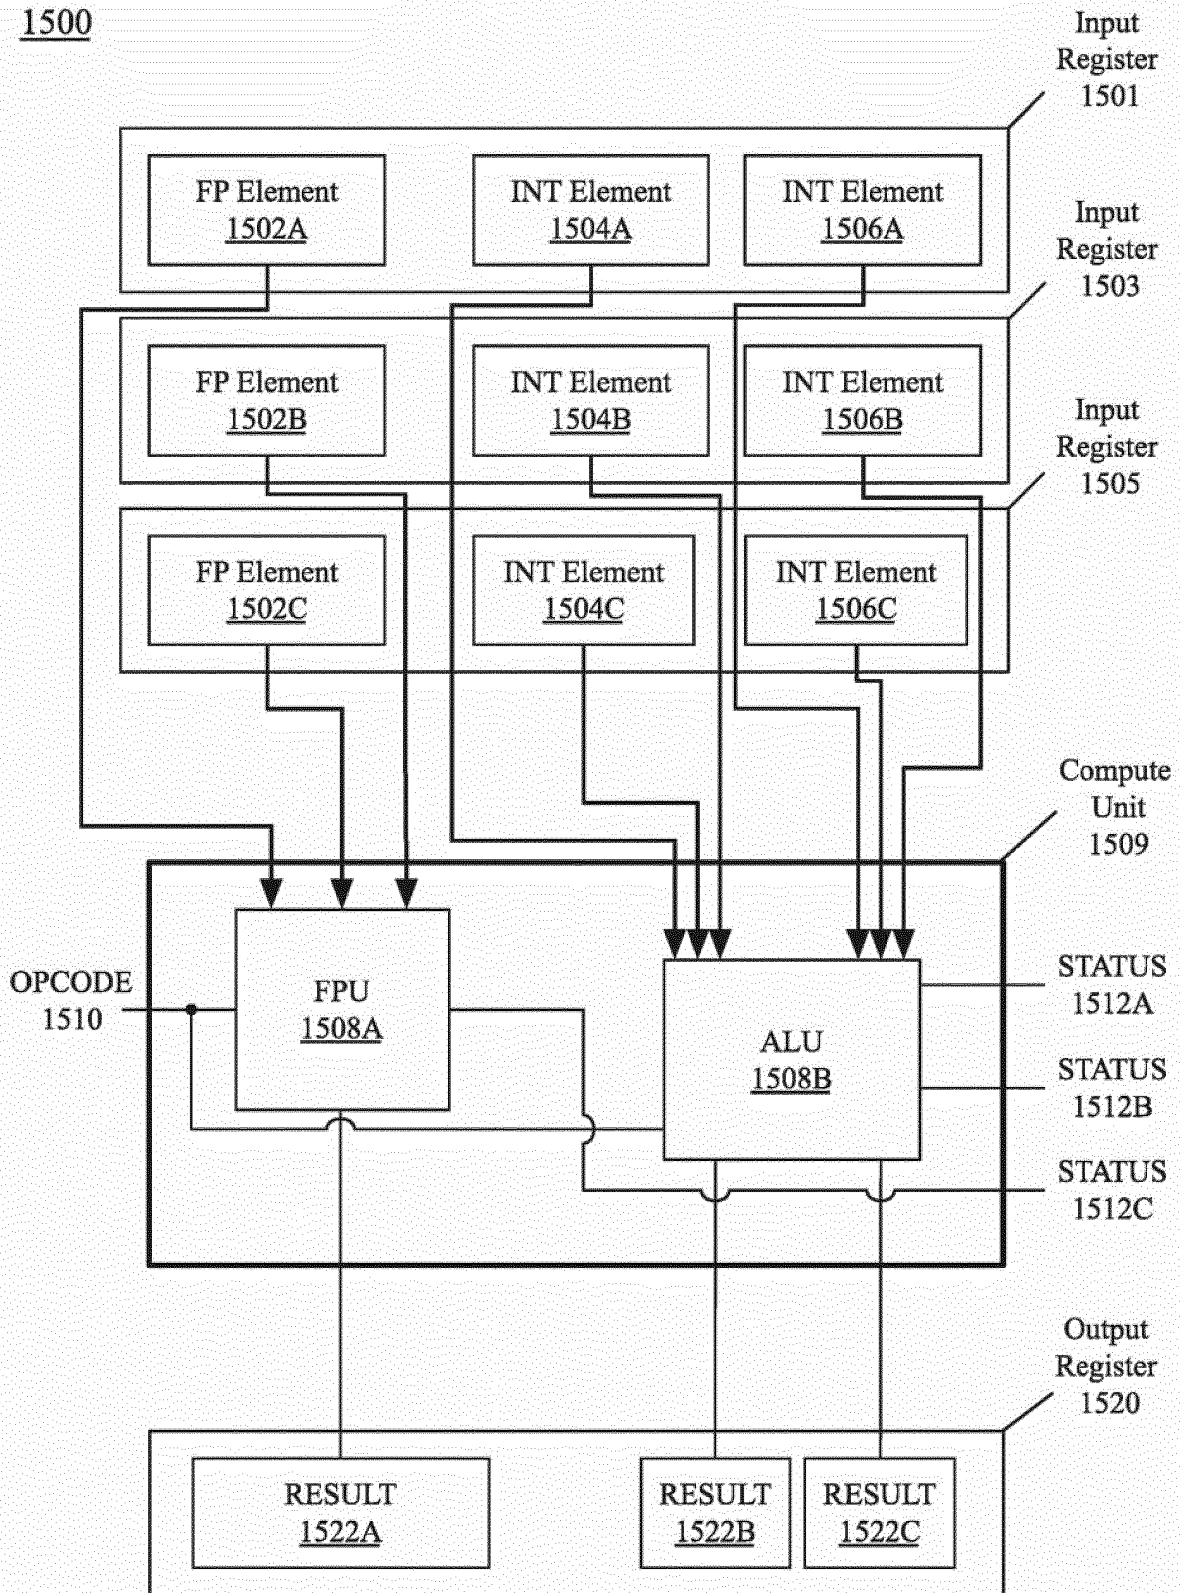 1500
Input
Register
1501
FP Element
1502A
INT Element
1504A
INT Element
1506A
Input
Register
1503
FP Element
1502B
INT Element
1504B
INT Element
1506B
Input
Register
1505
FP Element
1502C
INT Element
1504C
INT Element
1506C
Compute
Unit
1509
OPCODE
1510
FPU
1508A
ALU
1508B
STATUS
1512A
STATUS
1512B
STATUS
1512C
Output
Register
1520
RESULT
1522A
RESULT
1522B
RESULT
1522C